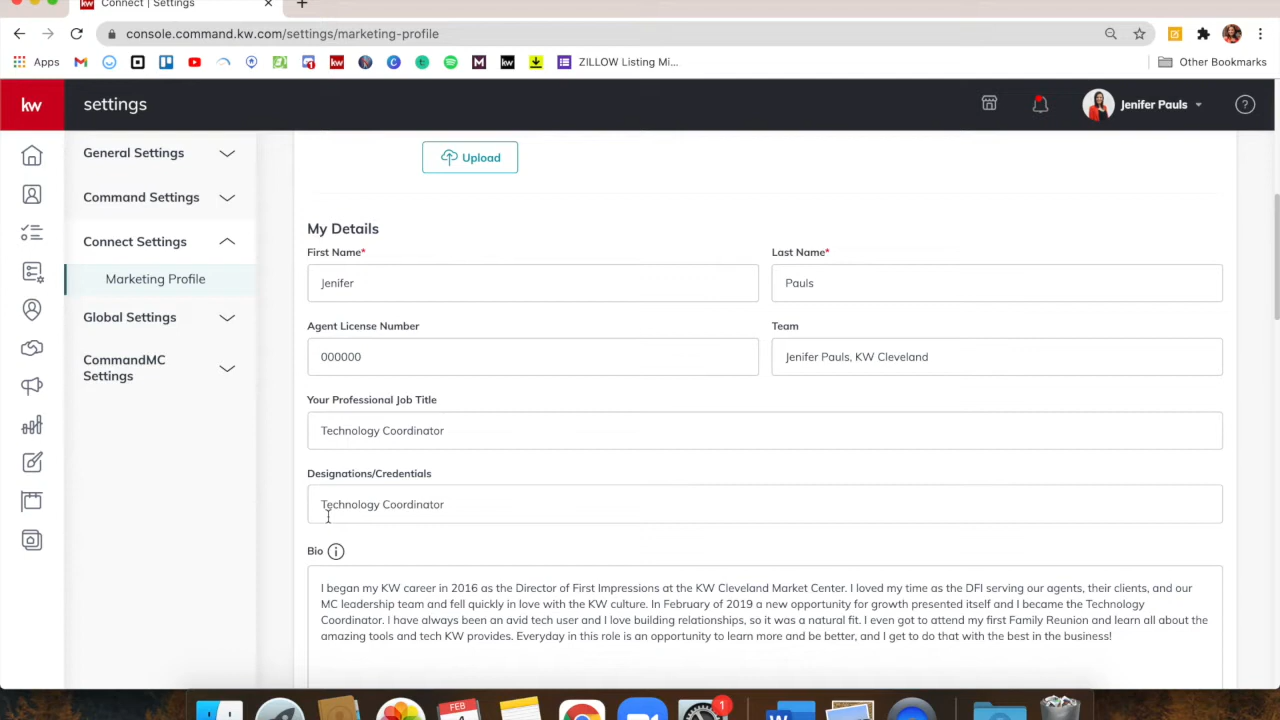 kw Connect | Settings
console.command.kw.com/settings/marketing-profile
Apps
kw
kw
ZILLOW Listing Mi...
Other Bookmarks
kw
settings
Jenifer Pauls
General Settings
Command Settings
Connect Settings
Marketing Profile
Global Settings
CommandMC
Settings
Upload
My Details
First Name*
Last Name*
Jenifer
Pauls
Agent License Number
Team
000000
Jenifer Pauls, KW Cleveland
Your Professional Job Title
Technology Coordinator
Designations/Credentials
Technology Coordinator
Bio
I began my KW career in 2016 as the Director of First Impressions at the KW Cleveland Market Center. I loved my time as the DFI serving our agents, their clients, and our
MC leadership team and fell quickly in love with the KW culture. In February of 2019 a new opportunity for growth presented itself and I became the Technology
Coordinator. I have always been an avid tech user and I love building relationships, so it was a natural fit. I even got to attend my first Family Reunion and learn all about the
amazing tools and tech KW provides. Everyday in this role is an opportunity to learn more and be better, and I get to do that with the best in the business!
FEB
1